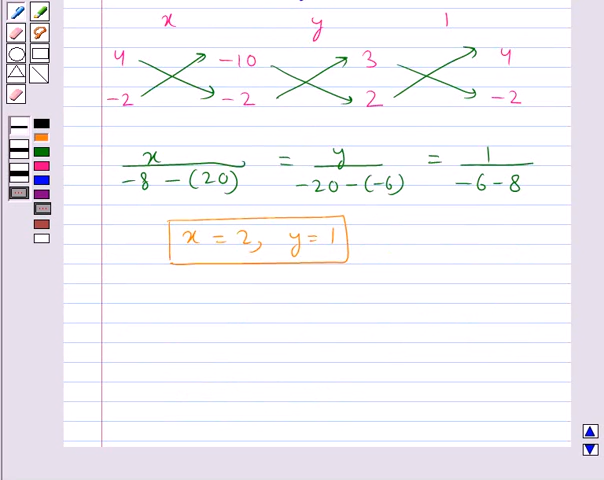 x y 1
4 -10 3 4
-2 -2 2 -2
x/(-8-(20)) = y/(-20-(-6)) = 1/(-6-8)
x = 2, y = 1